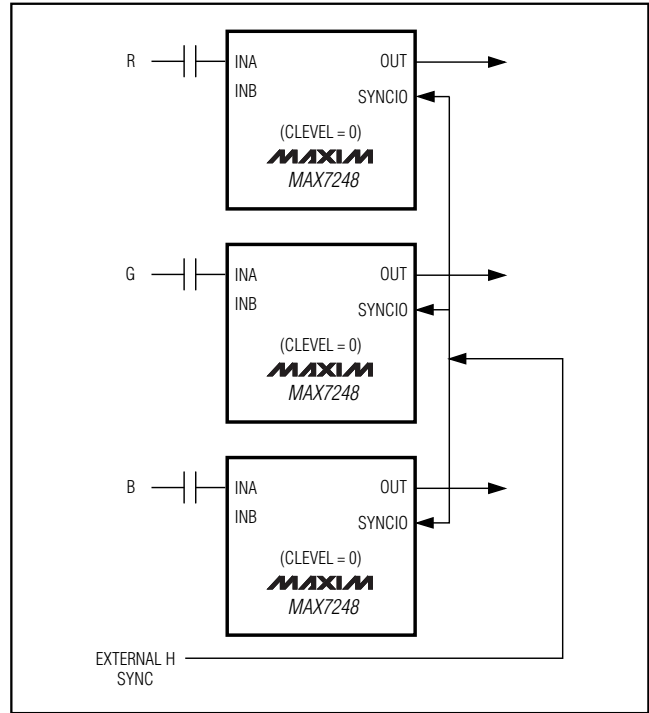 R
INA
OUT
INB
SYNCIO
(CLEVEL = 0)
MAXIM
MAX7248
G
INA
OUT
INB
SYNCIO
(CLEVEL = 0)
MAXIM
MAX7248
B
INA
OUT
INB
SYNCIO
(CLEVEL = 0)
MAXIM
MAX7248
EXTERNAL H
SYNC